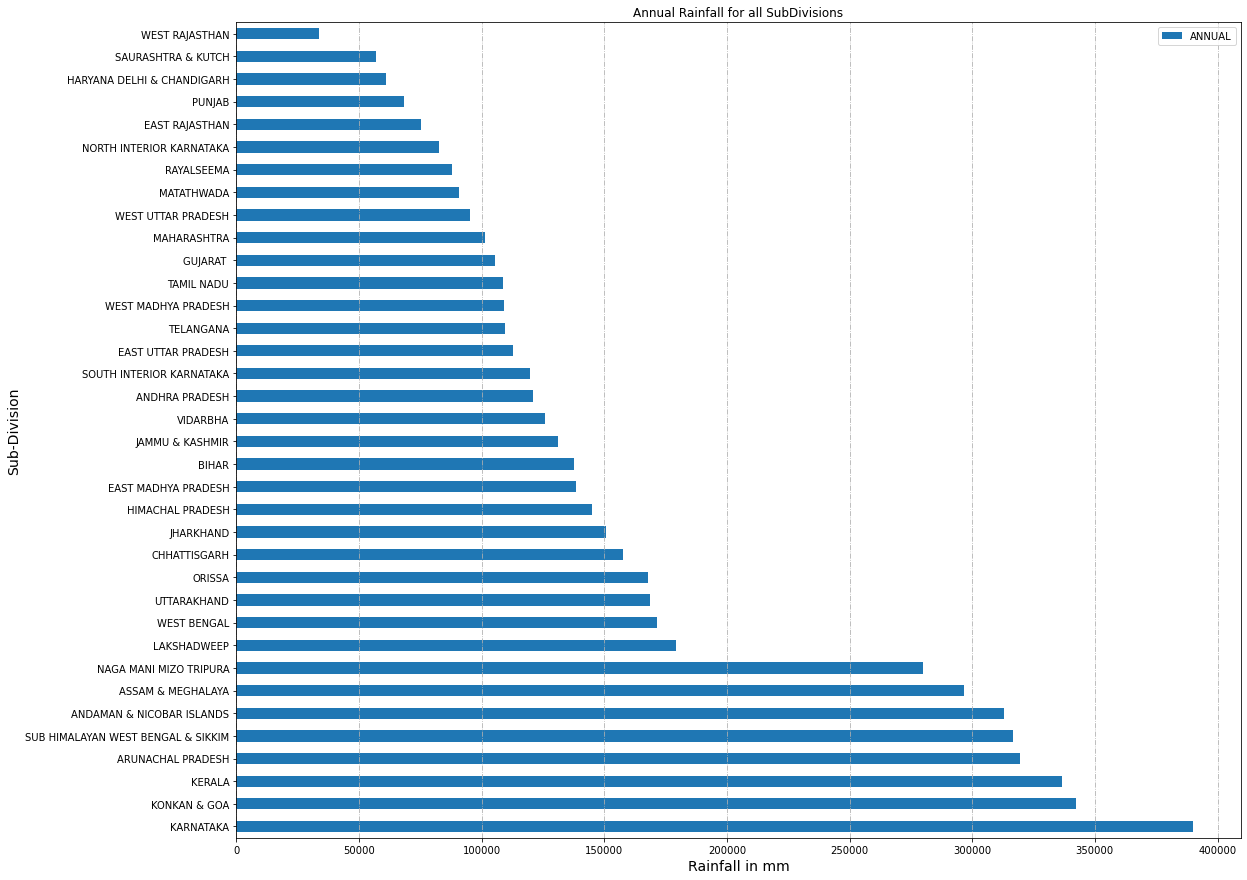 Annual Rainfall for all SubDivisions
ANNUAL
WEST RAJASTHAN
SAURASHTRA & KUTCH
HARYANA DELHI & CHANDIGARH
PUNJAB
EAST RAJASTHAN
NORTH INTERIOR KARNATAKA
RAYALSEEMA
MATATHWADA
WEST UTTAR PRADESH
MAHARASHTRA
GUJARAT
TAMIL NADU
WEST MADHYA PRADESH
TELANGANA
EAST UTTAR PRADESH
SOUTH INTERIOR KARNATAKA
ANDHRA PRADESH
VIDARBHA
JAMMU & KASHMIR
BIHAR
EAST MADHYA PRADESH
HIMACHAL PRADESH
JHARKHAND
CHHATTISGARH
ORISSA
UTTARAKHAND
WEST BENGAL
LAKSHADWEEP
NAGA MANI MIZO TRIPURA
ASSAM & MEGHALAYA
ANDAMAN & NICOBAR ISLANDS
SUB HIMALAYAN WEST BENGAL & SIKKIM
ARUNACHAL PRADESH
KERALA
KONKAN & GOA
KARNATAKA
Sub-Division
0 50000 100000 150000 200000 250000 300000 350000 400000
Rainfall in mm